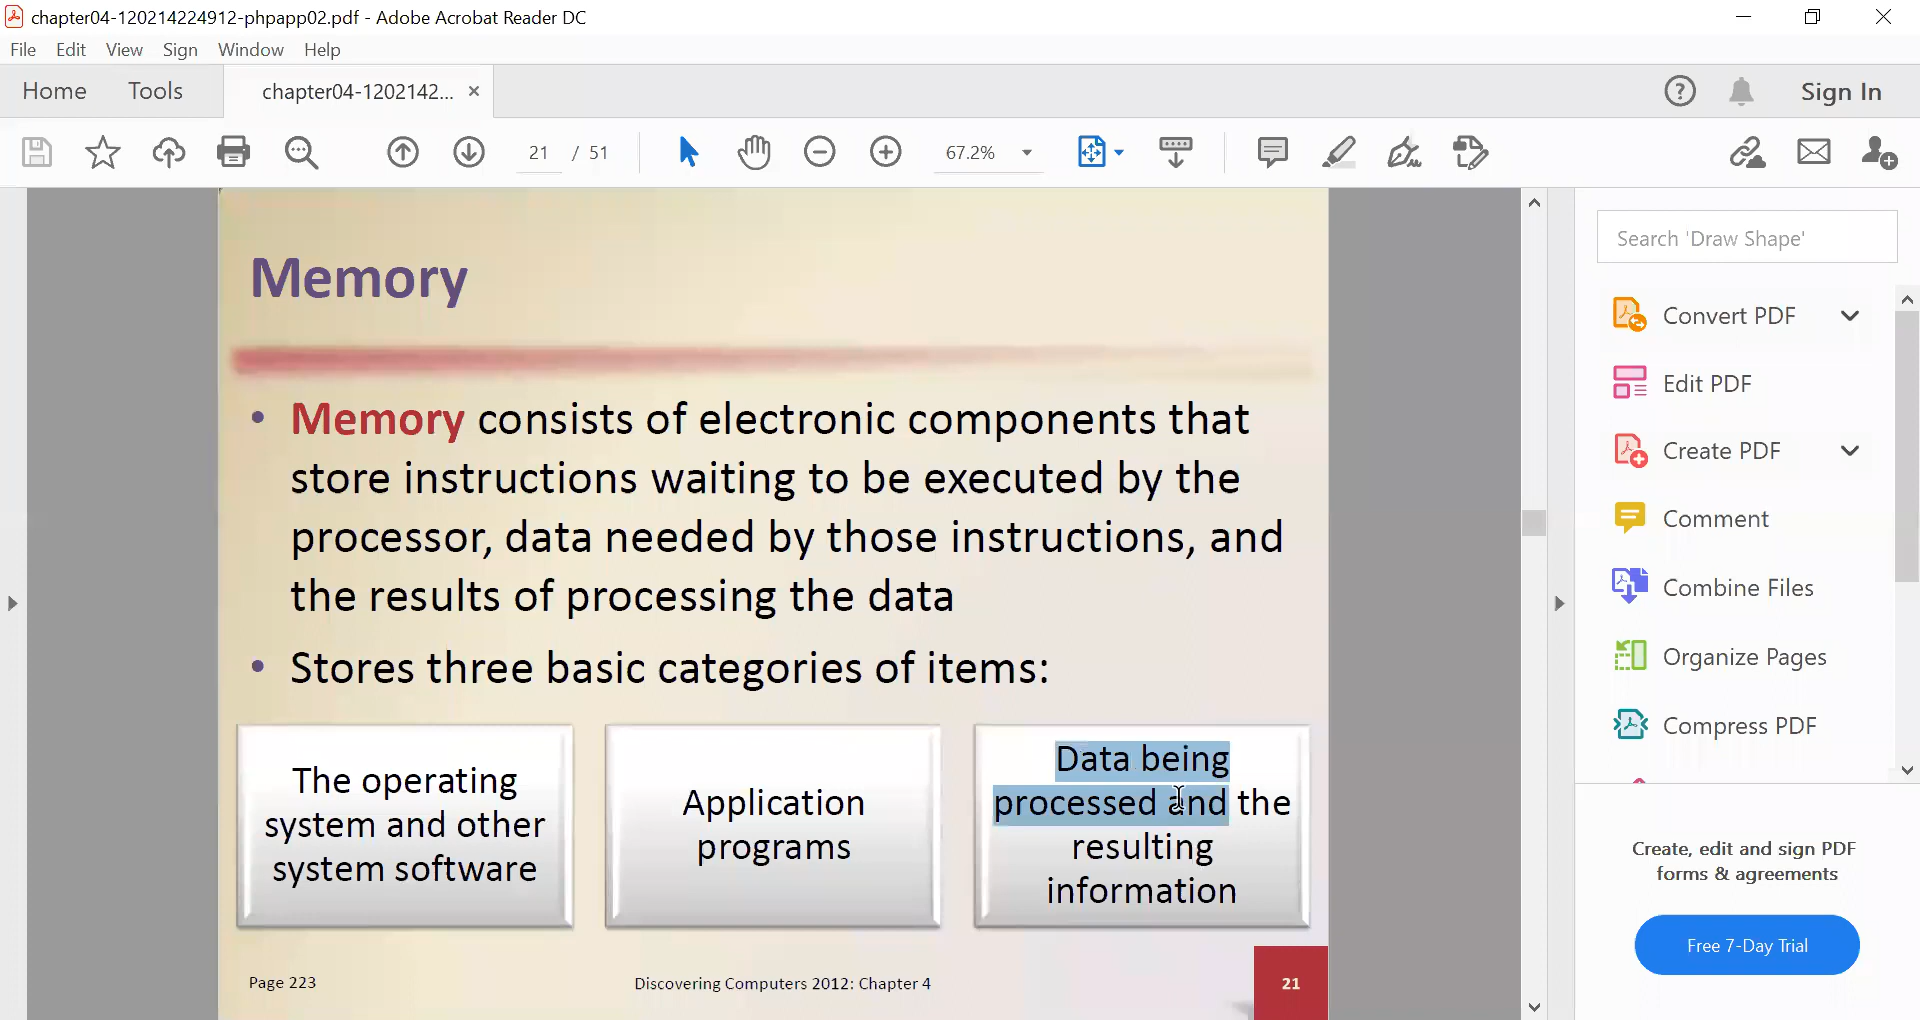 chapter04-120214224912-phpapp02.pdf - Adobe Acrobat Reader DC
File Edit View Sign Window Help
Home Tools chapter04-1202142... × Sign In
21 / 51 67.2%
Search 'Draw Shape'
Convert PDF
Edit PDF
Create PDF
Comment
Combine Files
Organize Pages
Compress PDF
Create, edit and sign PDF
forms & agreements
Free 7-Day Trial
Memory
• Memory consists of electronic components that
store instructions waiting to be executed by the
processor, data needed by those instructions, and
the results of processing the data
• Stores three basic categories of items:
The operating
system and other
system software
Application
programs
Data being
processed and the
resulting
information
Page 223
Discovering Computers 2012: Chapter 4
21